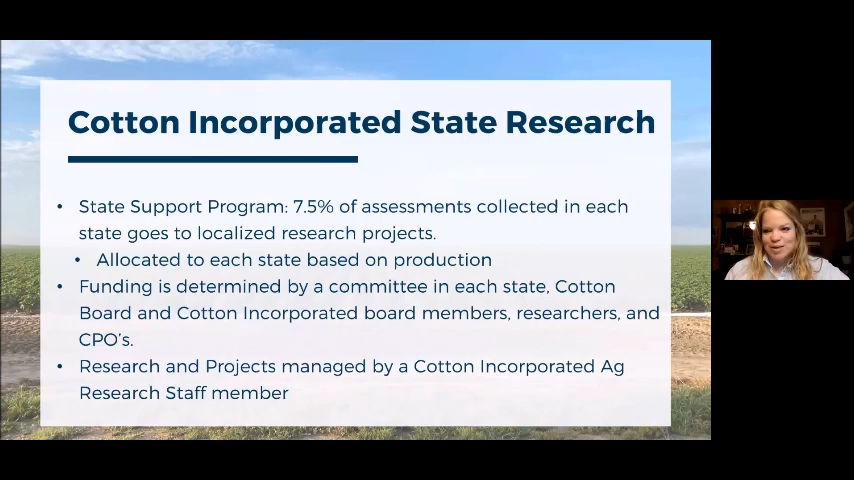 Cotton Incorporated State Research
• State Support Program: 7.5% of assessments collected in each
state goes to localized research projects.
• Allocated to each state based on production
• Funding is determined by a committee in each state, Cotton
Board and Cotton Incorporated board members, researchers, and
CPO's.
• Research and Projects managed by a Cotton Incorporated Ag
Research Staff member